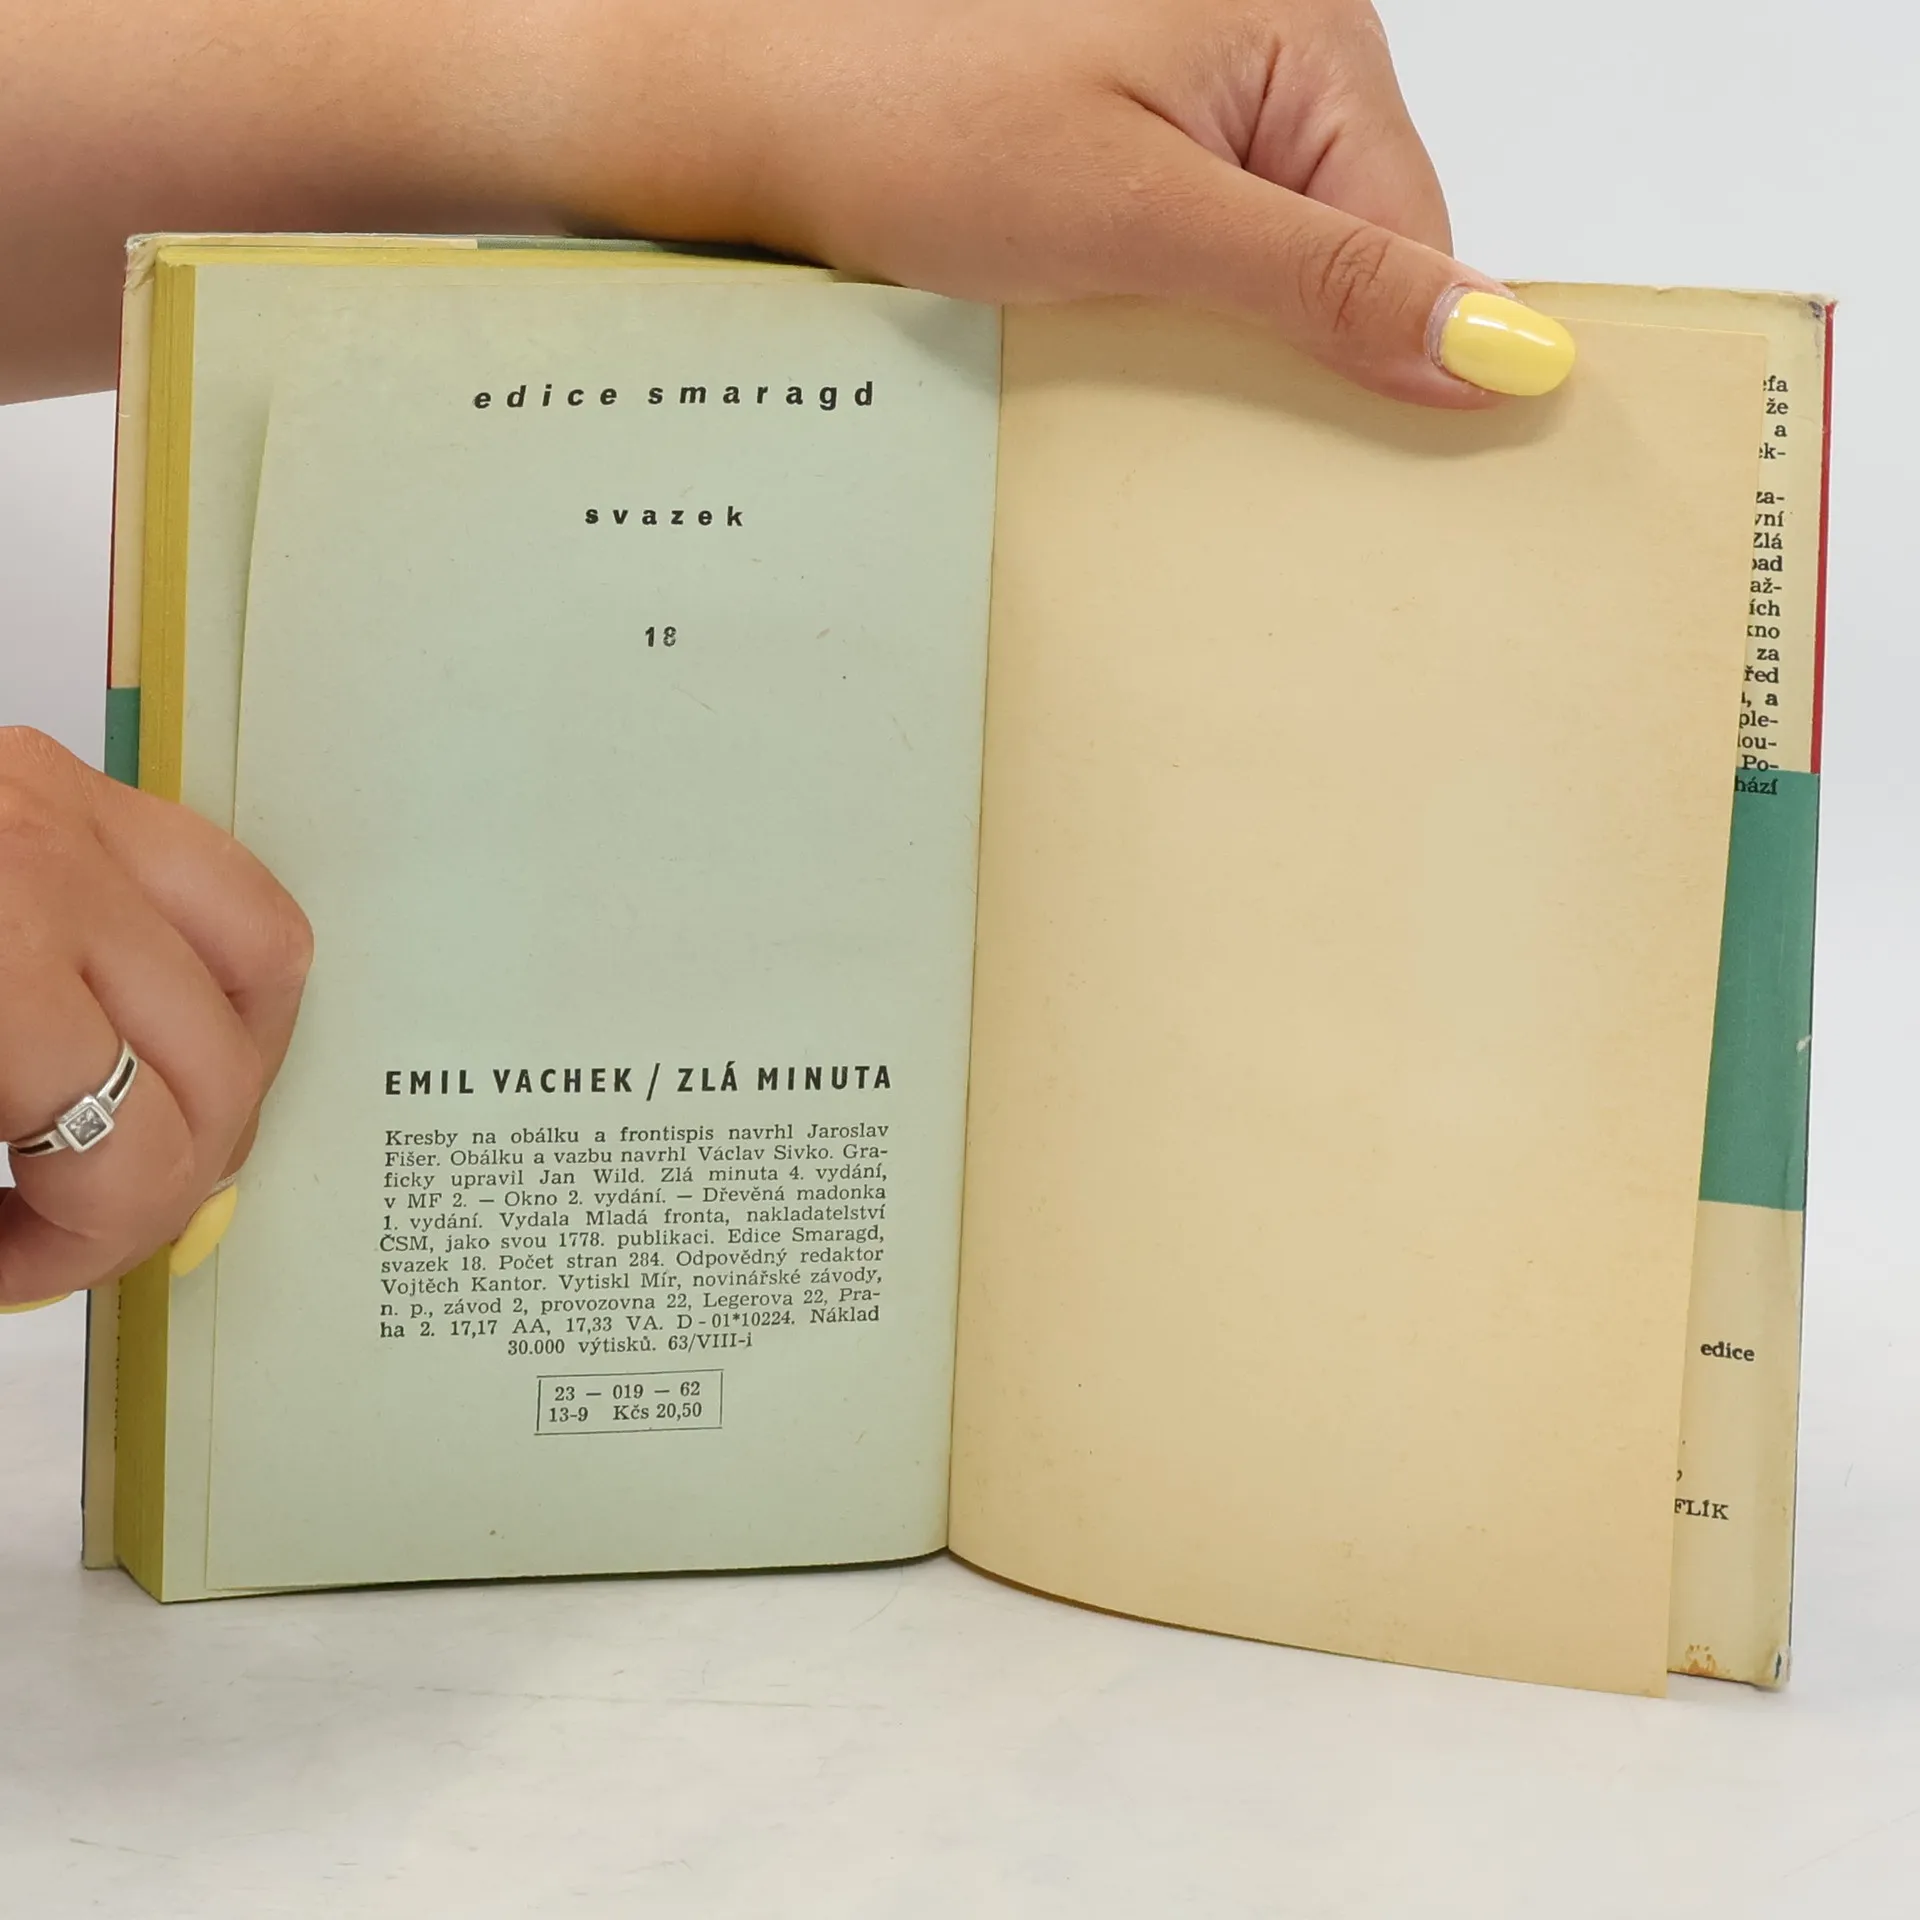 edice smaragd
svazek
18
EMIL VACHEK / ZLÁ MINUTA
Kresby na obálku a frontispis navrhl Jaroslav
Fišer. Obálku a vazbu navrhl Václav Sivko. Gra-
ficky upravil Jan Wild. Zlá minuta 4. vydání,
v MF 2. — Okno 2. vydání. — Dřevěná madonka
1. vydání. Vydala Mladá fronta, nakladatelství
ČSM, jako svou 1778. publikaci. Edice Smaragd,
svazek 18. Počet stran 284. Odpovědný redaktor
Vojtěch Kantor. Vytiskl Mír, novinářské závody,
n. p., závod 2, provozovna 22, Legerova 22, Pra-
ha 2. 17,17 AA, 17,33 VA. D - 01*10224. Náklad
30.000 výtisků. 63/VIII-i
23 — 019 — 62
13-9 Kčs 20,50
že
a
Zlá
za
a
Po-
edice